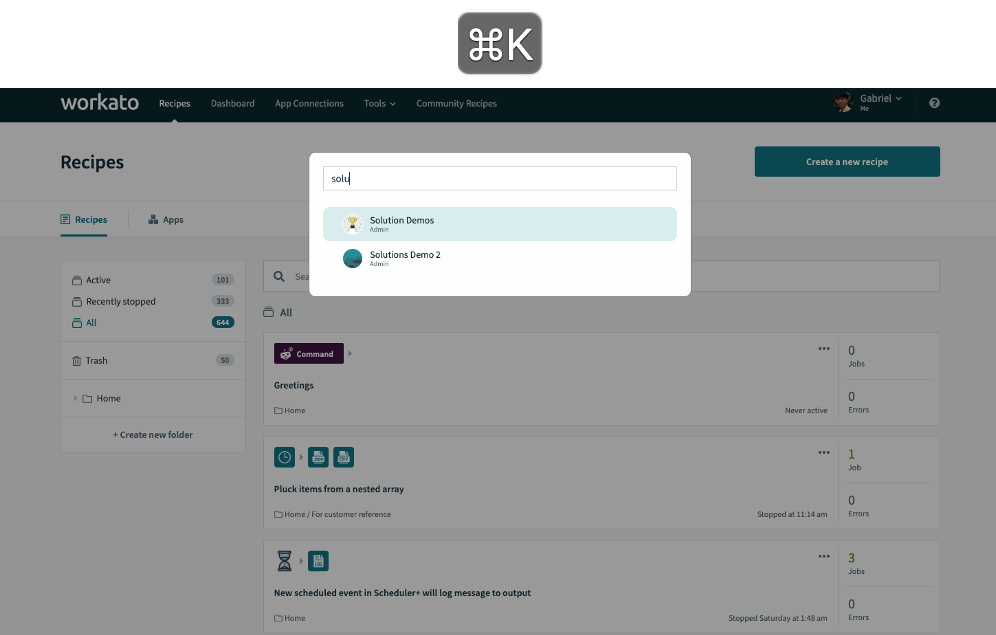 ⌘K
workato
Recipes
Dashboard
App Connections
Tools
Community Recipes
Gabriel
Me
?
Recipes
Create a new recipe
Recipes
Apps
solu
Solution Demos
Admin
Solutions Demo 2
Admin
Active
101
Recently stopped
333
All
644
Trash
50
Home
+ Create new folder
Sea
All
Command
Greetings
Home
Never active
0
Jobs
0
Errors
Pluck items from a nested array
Home / For customer reference
Stopped at 11:14 am
1
Job
0
Errors
New scheduled event in Scheduler+ will log message to output
Home
Stopped Saturday at 1:48 am
3
Jobs
0
Errors